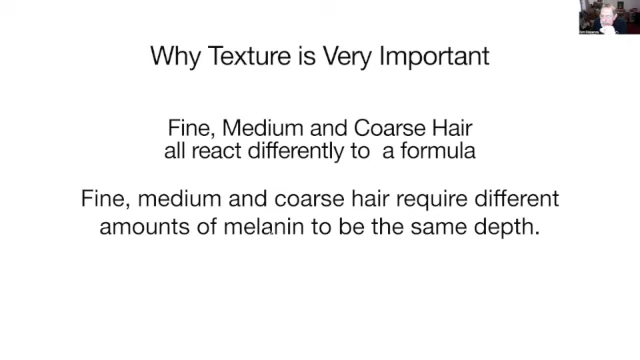 Why Texture is Very Important
Fine, Medium and Coarse Hair
all react differently to a formula
Fine, medium and coarse hair require different
amounts of melanin to be the same depth.